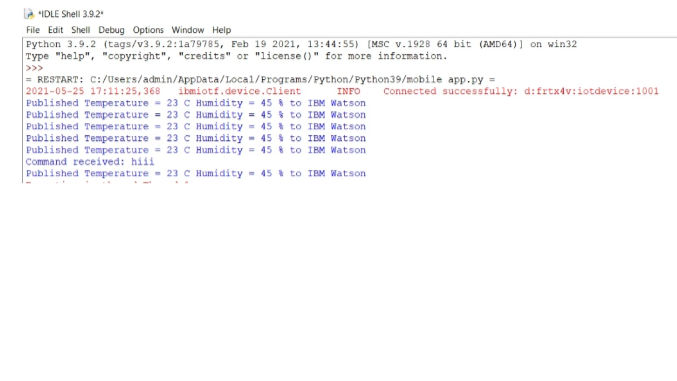 *IDLE Shell 3.9.2*
File Edit Shell Debug Options Window Help
Python 3.9.2 (tags/v3.9.2:1a79785, Feb 19 2021, 13:44:55) [MSC v.1928 64 bit (AMD64)] on win32
Type "help", "copyright", "credits" or "license()" for more information.
>>>
= RESTART: C:/Users/admin/AppData/Local/Programs/Python/Python39/mobile app.py =
2021-05-25 17:11:25,368 ibmiotf.device.Client INFO Connected successfully: d:frtx4v:iotdevice:1001
Published Temperature = 23 C Humidity = 45 % to IBM Watson
Published Temperature = 23 C Humidity = 45 % to IBM Watson
Published Temperature = 23 C Humidity = 45 % to IBM Watson
Published Temperature = 23 C Humidity = 45 % to IBM Watson
Published Temperature = 23 C Humidity = 45 % to IBM Watson
Command received: hiii
Published Temperature = 23 C Humidity = 45 % to IBM Watson